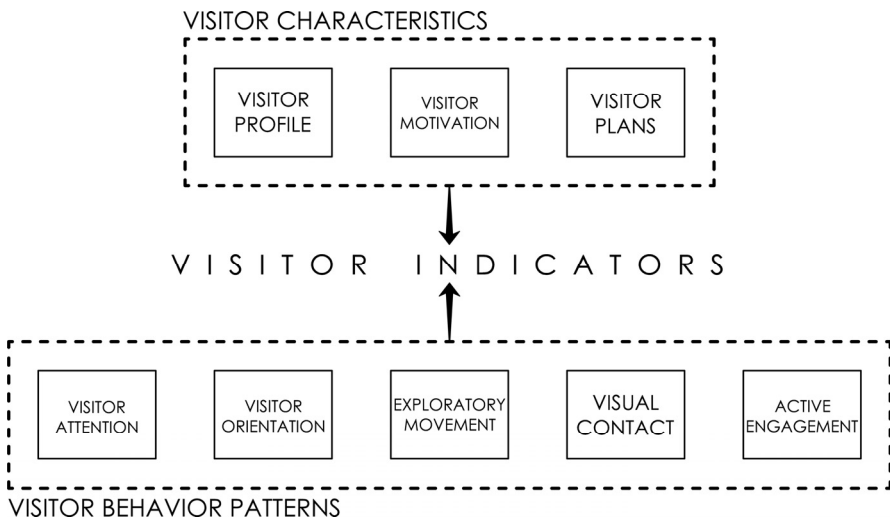 VISITOR CHARACTERISTICS
VISITOR
PROFILE
VISITOR
MOTIVATION
VISITOR
PLANS
VISITOR INDICATORS
VISITOR
ATTENTION
VISITOR
ORIENTATION
EXPLORATORY
MOVEMENT
VISUAL
CONTACT
ACTIVE
ENGAGEMENT
VISITOR BEHAVIOR PATTERNS